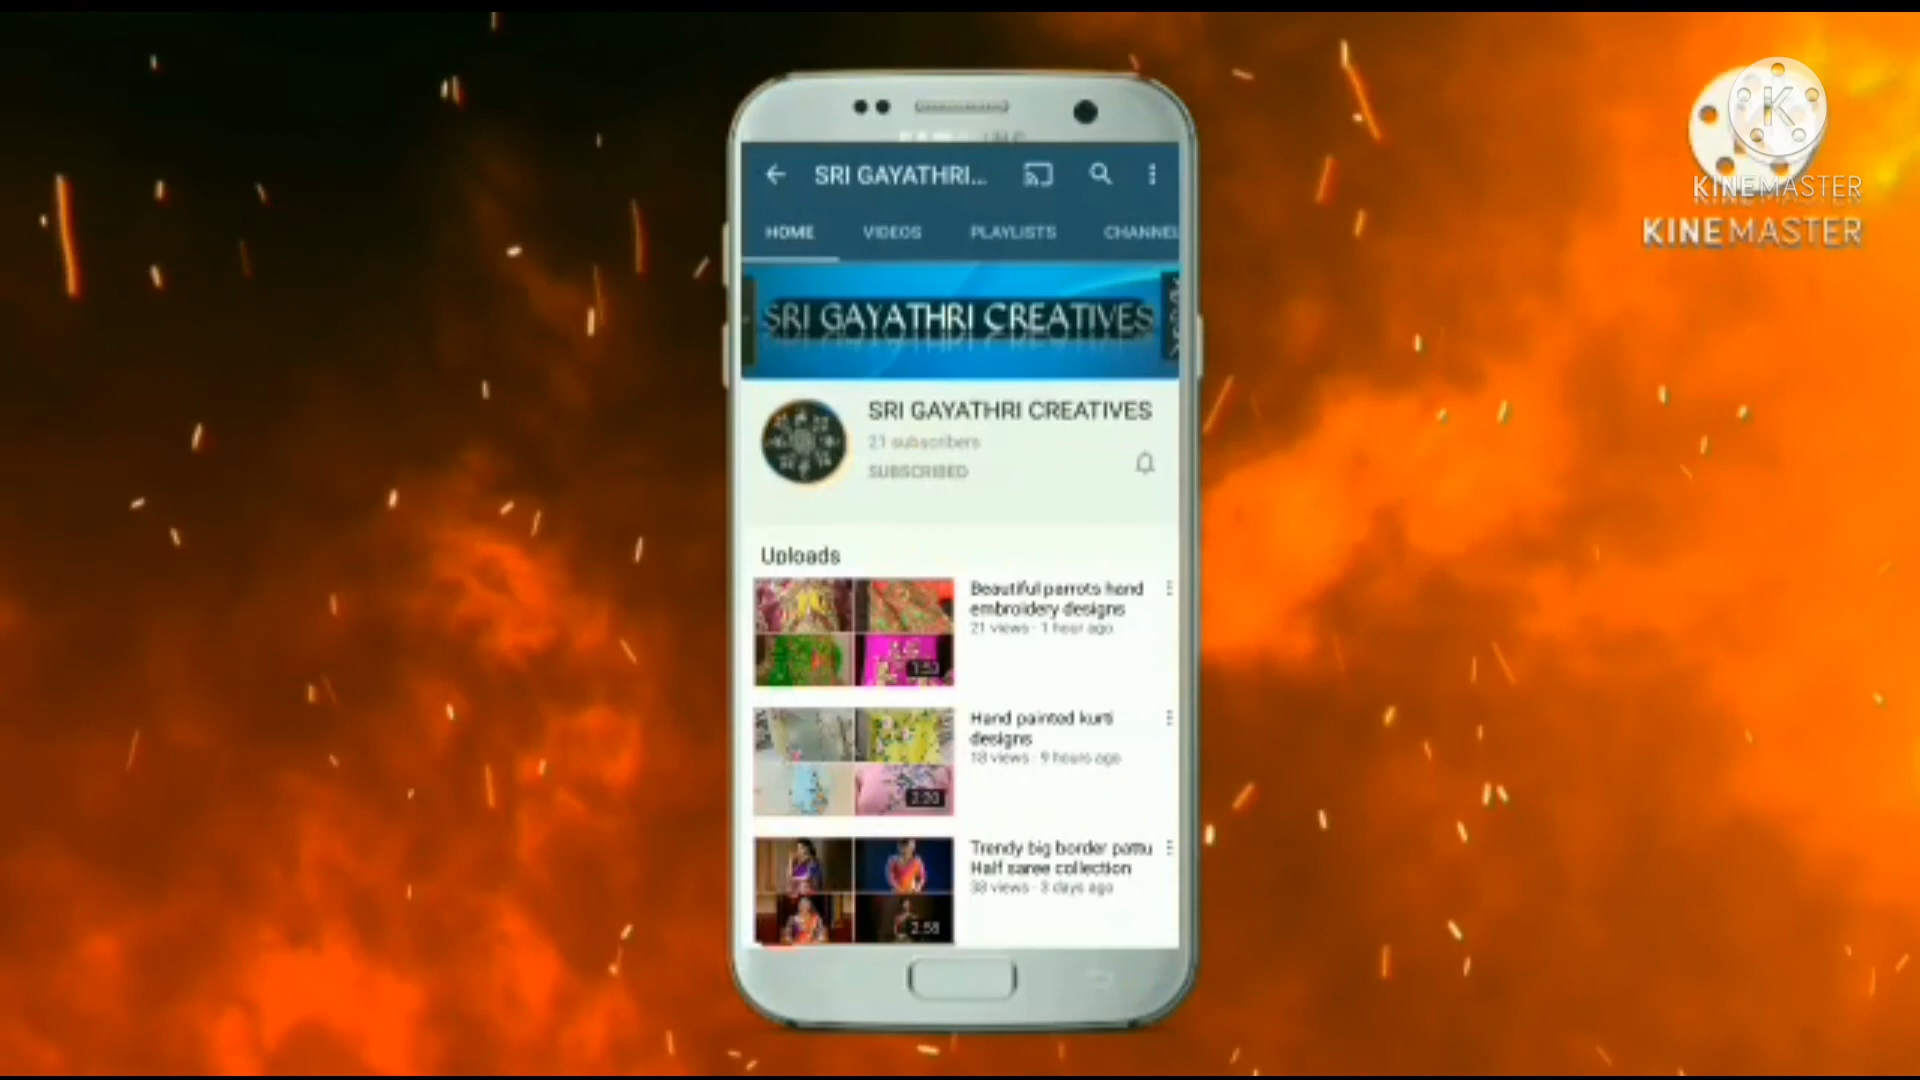 SRI GAYATHRI...
HOME VIDEOS PLAYLISTS CHANNEL
SRI GAYATHRI CREATIVES
SRI GAYATHRI CREATIVES
21 subscribers
SUBSCRIBED
Uploads
Beautiful parrots hand
embroidery designs
21 views · 1 hour ago
Hand painted kurti
designs
18 views · 9 hours ago
2:30
Trendy big border pattu
Half saree collection
38 views · 3 days ago
2:58
K
KINEMASTER
KINEMASTER